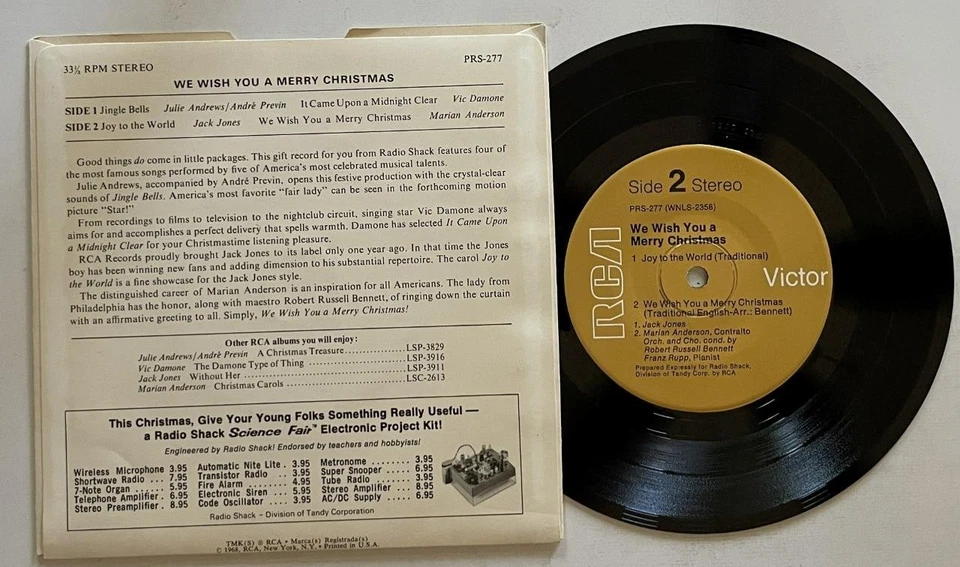 33⅓ RPM STEREO PRS-277
WE WISH YOU A MERRY CHRISTMAS
SIDE 1 Jingle Bells Julie Andrews/Andrè Previn It Came Upon a Midnight Clear Vic Damone
SIDE 2 Joy to the World Jack Jones We Wish You a Merry Christmas Marian Anderson
Good things do come in little packages. This gift record for you from Radio Shack features four of
the most famous songs performed by five of America's most celebrated musical talents.
Julie Andrews, accompanied by André Previn, opens this festive production with the crystal-clear
sounds of Jingle Bells. America's most favorite "fair lady" can be seen in the forthcoming motion
picture "Star!"
From recordings to films to television to the nightclub circuit, singing star Vic Damone always
aims for and accomplishes a perfect delivery that spells warmth. Damone has selected It Came Upon
a Midnight Clear for your Christmastime listening pleasure.
RCA Records proudly brought Jack Jones to its label only one year ago. In that time the Jones
boy has been winning new fans and adding dimension to his substantial repertoire. The carol Joy to
the World is a fine showcase for the Jack Jones style.
The distinguished career of Marian Anderson is an inspiration for all Americans. The lady from
Philadelphia has the honor, along with maestro Robert Russell Bennett, of ringing down the curtain
with an affirmative greeting to all. Simply, We Wish You a Merry Christmas!
Other RCA albums you will enjoy:
Julie Andrews/Andrè Previn A Christmas Treasure..................LSP-3829
Vic Damone The Damone Type of Thing ........................LSP-3916
Jack Jones Without Her ........................................LSP-3911
Marian Anderson Christmas Carols ..............................LSC-2613
This Christmas, Give Your Young Folks Something Really Useful —
a Radio Shack Science Fair™ Electronic Project Kit!
Engineered by Radio Shack! Endorsed by teachers and hobbyists!
Wireless Microphone 3.95 Automatic Nite Lite . 3.95 Metronome ........ 3.95
Shortwave Radio ... 7.95 Transistor Radio ... 3.95 Super Snooper .... 6.95
7-Note Organ ..... 5.95 Fire Alarm ........ 4.95 Tube Radio ....... 3.95
Telephone Amplifier . 6.95 Electronic Siren ... 5.95 Stereo Amplifier ... 8.95
Stereo Preamplifier . 8.95 Code Oscillator .. 3.95 AC/DC Supply ..... 6.95
Radio Shack – Division of Tandy Corporation
TMK(S) ® RCA • Marca(s) Registrada(s)
© 1968, RCA, New York, N.Y. • Printed in U.S.A.
Side 2 Stereo
PRS-277 (WNLS-2358)
We Wish You a
Merry Christmas
1 Joy to the World (Traditional)
RCA Victor
2 We Wish You a Merry Christmas
(Traditional English-Arr.: Bennett)
1. Jack Jones
2. Marian Anderson, Contralto
Orch. and Cho. cond. by
Robert Russell Bennett
Franz Rupp, Pianist
Prepared Expressly for Radio Shack,
Division of Tandy Corp. by RCA